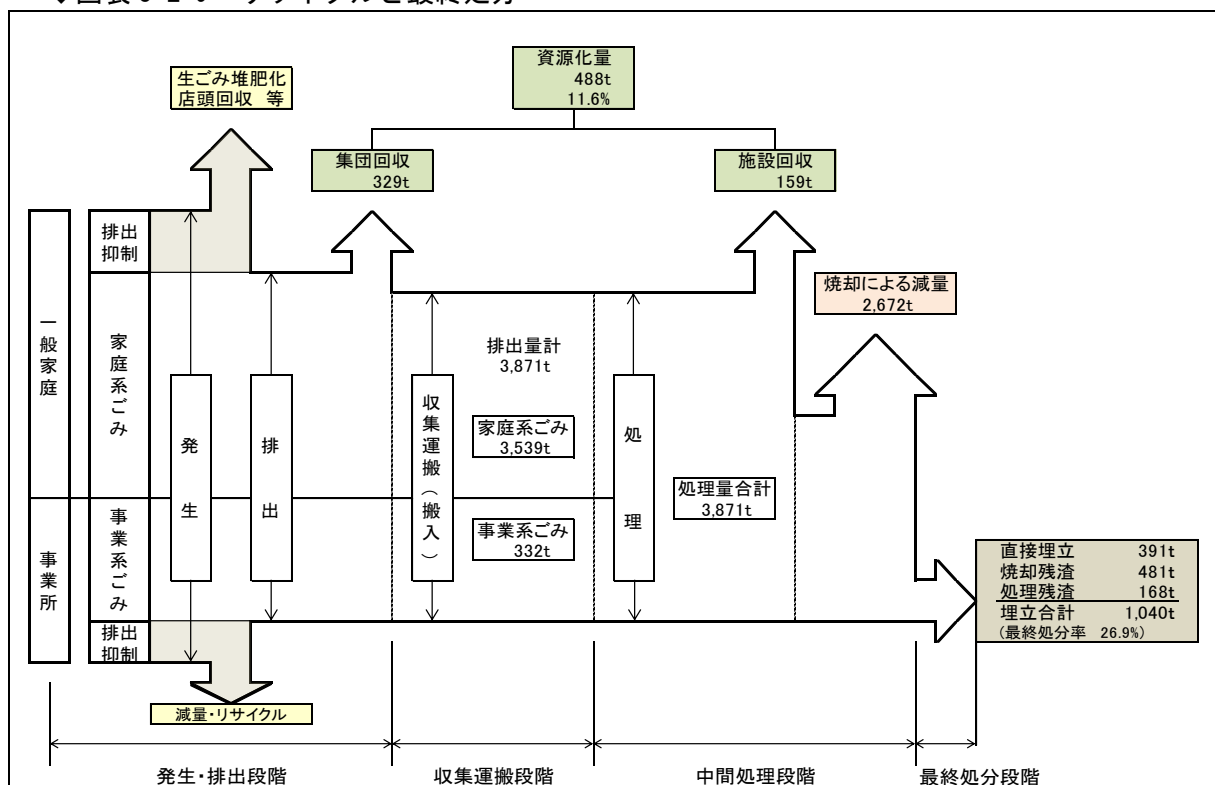 資源化量
488t
11.6%
生ごみ堆肥化
店頭回収 等
集団回収
329t
施設回収
159t
排出
抑制
焼却による減量
2,672t
一般家庭
家庭系ごみ
排出量計
3,871t
発生
排出
収集運搬(搬入)
家庭系ごみ
3,539t
処理
処理量合計
3,871t
事業所
事業系ごみ
事業系ごみ
332t
直接埋立 391t
焼却残渣 481t
処理残渣 168t
埋立合計 1,040t
(最終処分率 26.9%)
排出
抑制
減量・リサイクル
発生・排出段階
収集運搬段階
中間処理段階
最終処分段階